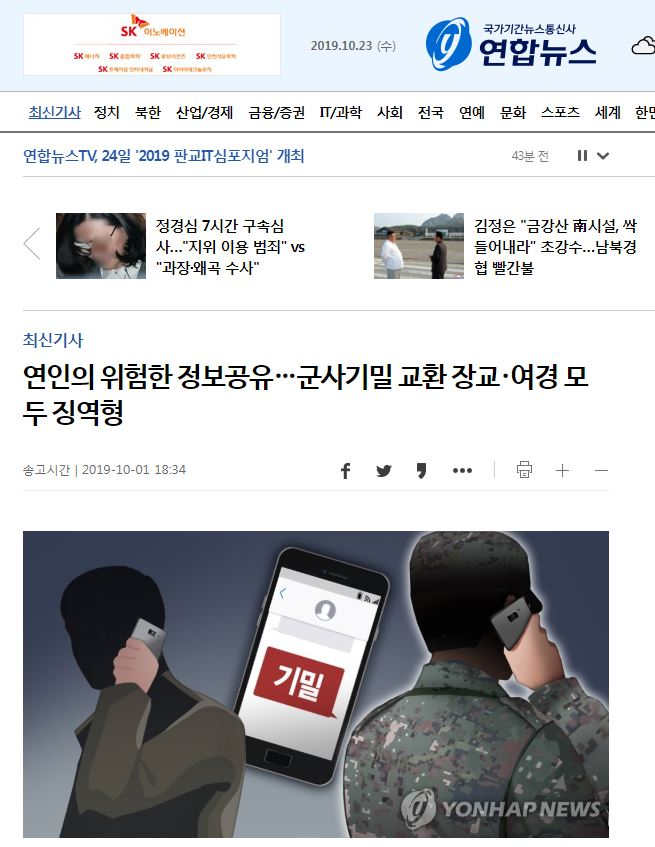 SK 이노베이션
SK 에너지 SK 종합화학 SK 루브리컨츠 SK 인천석유화학
SK 트레이딩 인터내셔널 SK 아이이테크놀로지
2019.10.23 (수)
국가기간뉴스통신사
연합뉴스
최신기사 정치 북한 산업/경제 금융/증권 IT/과학 사회 전국 연예 문화 스포츠 세계 한민
연합뉴스TV, 24일 '2019 판교IT심포지엄' 개최
43분 전
정경심 7시간 구속심
사…"지위 이용 범죄" vs
"과장·왜곡 수사"
김정은 "금강산 南시설, 싹
들어내라" 초강수…남북경
협 빨간불
최신기사
연인의 위험한 정보공유…군사기밀 교환 장교·여경 모
두 징역형
송고시간 | 2019-10-01 18:34
기밀
YONHAP NEWS